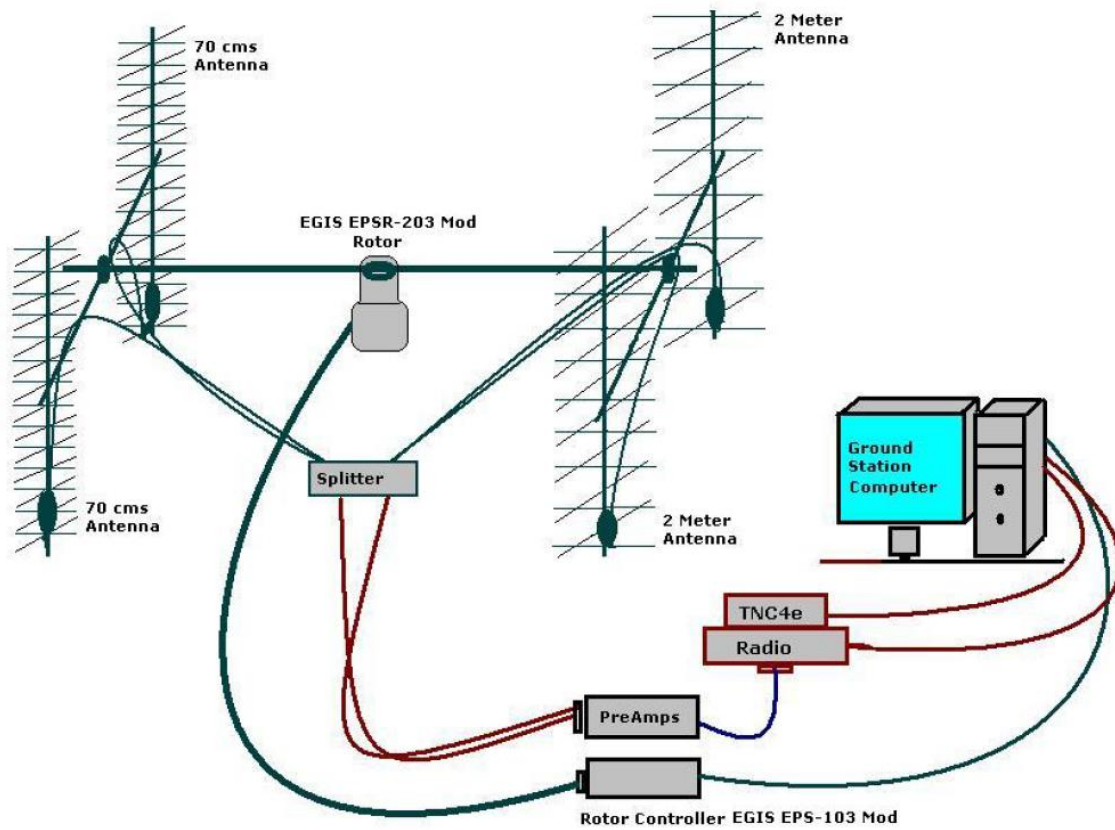 70 cms
Antenna
2 Meter
Antenna
EGIS EPSR-203 Mod
Rotor
Ground
Station
Computer
Splitter
70 cms
Antenna
2 Meter
Antenna
TNC4e
Radio
PreAmps
Rotor Controller EGIS EPS-103 Mod